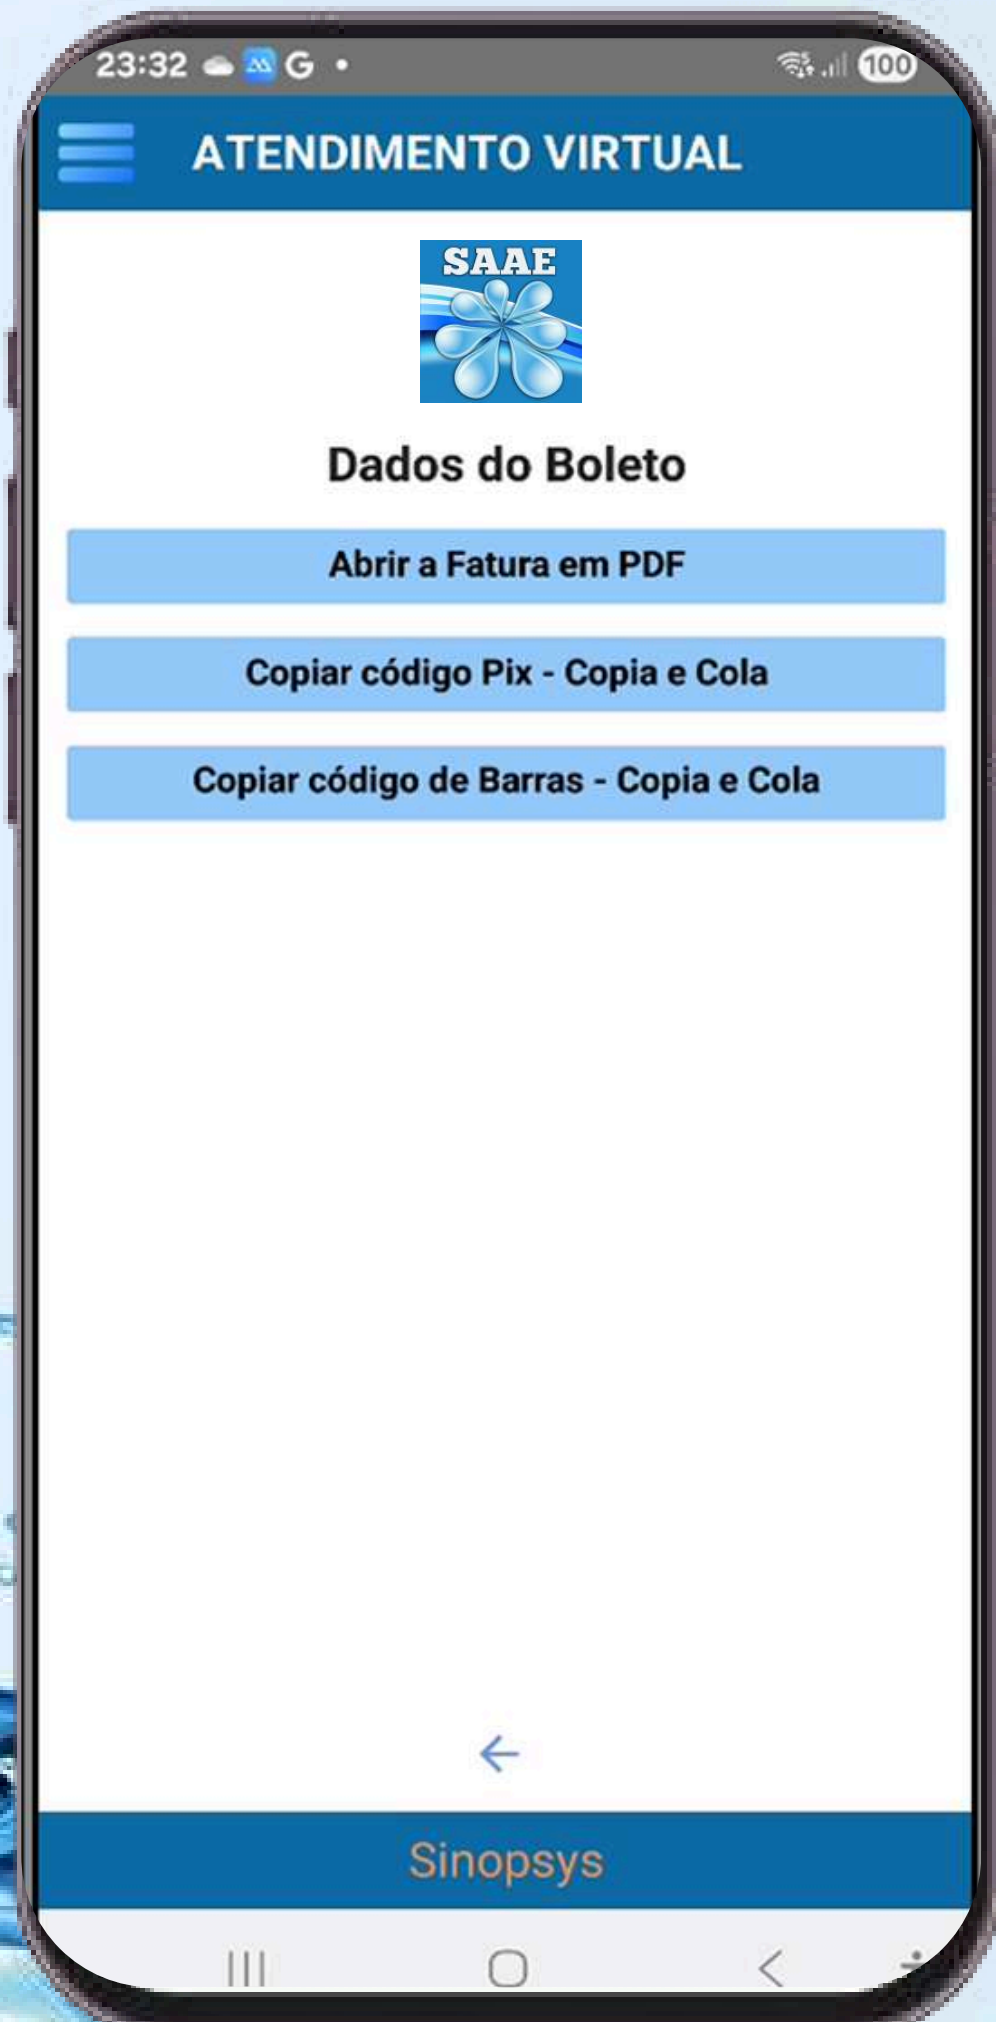 23:32 G 100
ATENDIMENTO VIRTUAL
SAAE
Dados do Boleto
Abrir a Fatura em PDF
Copiar código Pix - Copia e Cola
Copiar código de Barras - Copia e Cola
Sinopsys